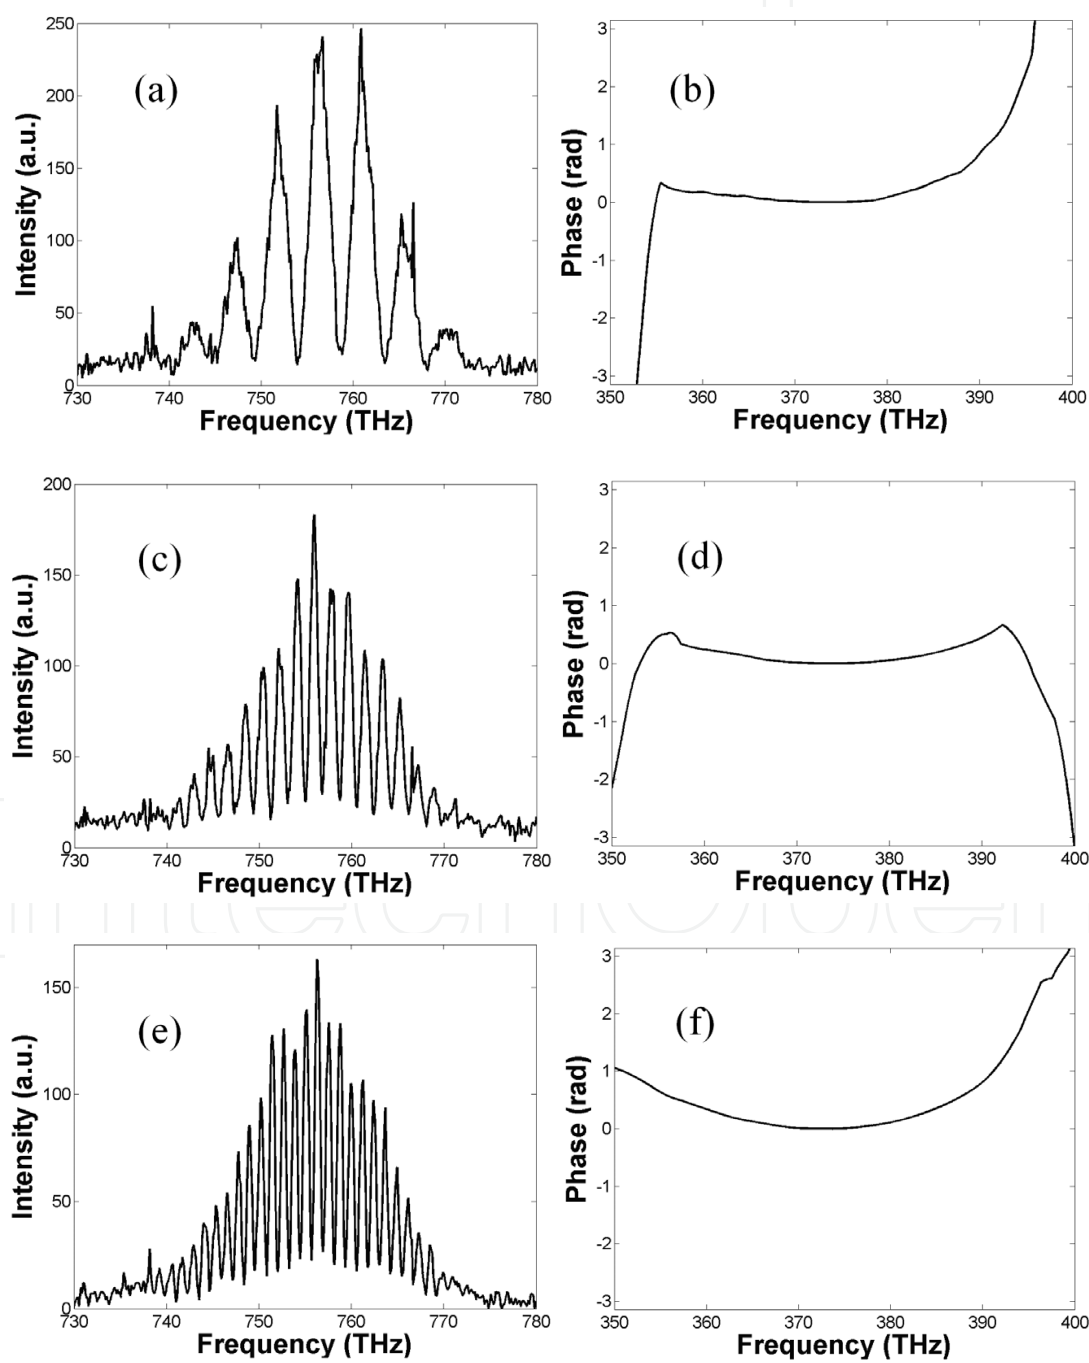 250
200
150
100
50
0
730 740 750 760 770 780
Frequency (THz)
Intensity (a.u.)
(a)
3
2
1
0
-1
-2
-3
350 360 370 380 390 400
Frequency (THz)
Phase (rad)
(b)
200
150
100
50
0
730 740 750 760 770 780
Frequency (THz)
Intensity (a.u.)
(c)
3
2
1
0
-1
-2
-3
350 360 370 380 390 400
Frequency (THz)
Phase (rad)
(d)
150
100
50
0
730 740 750 760 770 780
Frequency (THz)
Intensity (a.u.)
(e)
3
2
1
0
-1
-2
-3
350 360 370 380 390 400
Frequency (THz)
Phase (rad)
(f)